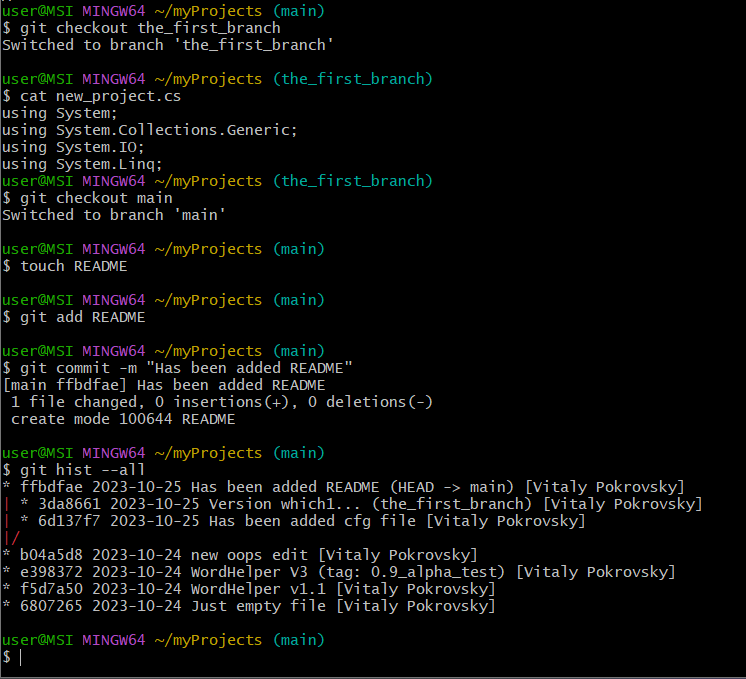 user@MSI MINGW64 ~/myProjects (main)
$ git checkout the_first_branch
Switched to branch 'the_first_branch'

user@MSI MINGW64 ~/myProjects (the_first_branch)
$ cat new_project.cs
using System;
using System.Collections.Generic;
using System.IO;
using System.Linq;
user@MSI MINGW64 ~/myProjects (the_first_branch)
$ git checkout main
Switched to branch 'main'

user@MSI MINGW64 ~/myProjects (main)
$ touch README

user@MSI MINGW64 ~/myProjects (main)
$ git add README

user@MSI MINGW64 ~/myProjects (main)
$ git commit -m "Has been added README"
[main ffbdfae] Has been added README
 1 file changed, 0 insertions(+), 0 deletions(-)
 create mode 100644 README

user@MSI MINGW64 ~/myProjects (main)
$ git hist --all
* ffbdfae 2023-10-25 Has been added README (HEAD -> main) [Vitaly Pokrovsky]
| * 3da8661 2023-10-25 Version which1... (the_first_branch) [Vitaly Pokrovsky]
| * 6d137f7 2023-10-25 Has been added cfg file [Vitaly Pokrovsky]
|/
* b04a5d8 2023-10-24 new oops edit [Vitaly Pokrovsky]
* e398372 2023-10-24 WordHelper V3 (tag: 0.9_alpha_test) [Vitaly Pokrovsky]
* f5d7a50 2023-10-24 WordHelper v1.1 [Vitaly Pokrovsky]
* 6807265 2023-10-24 Just empty file [Vitaly Pokrovsky]

user@MSI MINGW64 ~/myProjects (main)
$